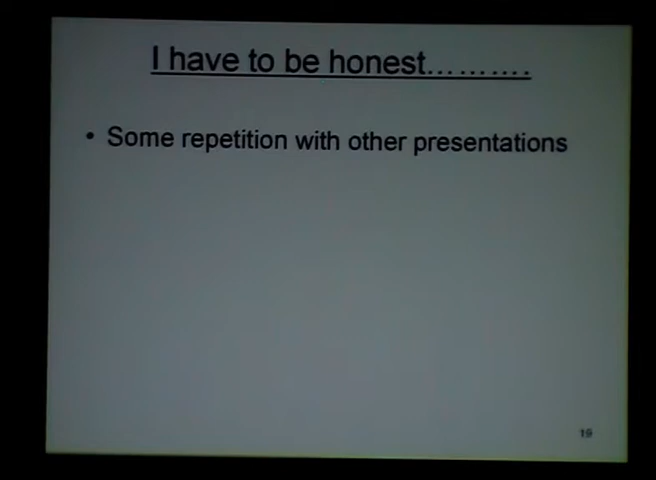 I have to be honest..........
• Some repetition with other presentations
19